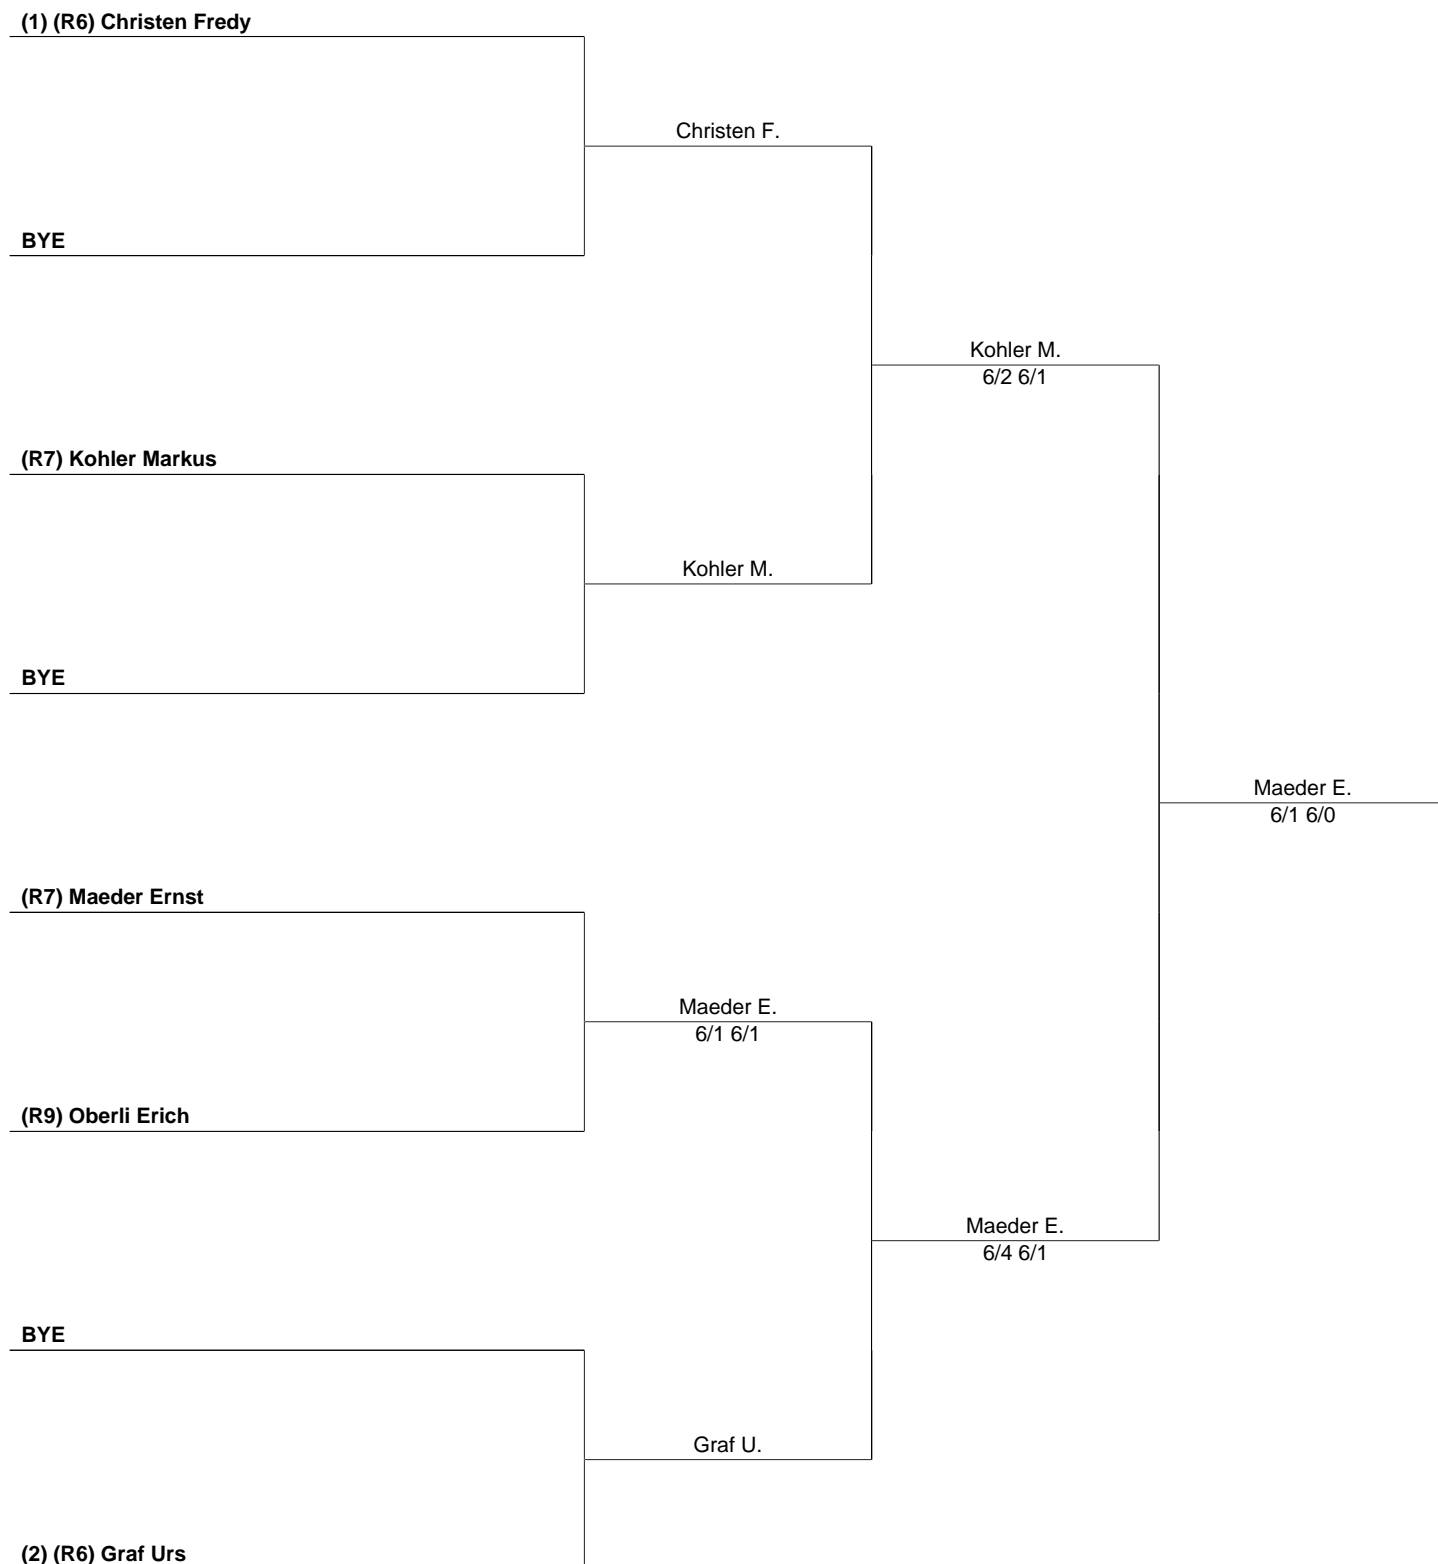 (1) (R6) Christen Fredy
Christen F.
BYE
Kohler M.
6/2 6/1
(R7) Kohler Markus
Kohler M.
BYE
Maeder E.
6/1 6/0
(R7) Maeder Ernst
Maeder E.
6/1 6/1
(R9) Oberli Erich
Maeder E.
6/4 6/1
BYE
Graf U.
(2) (R6) Graf Urs